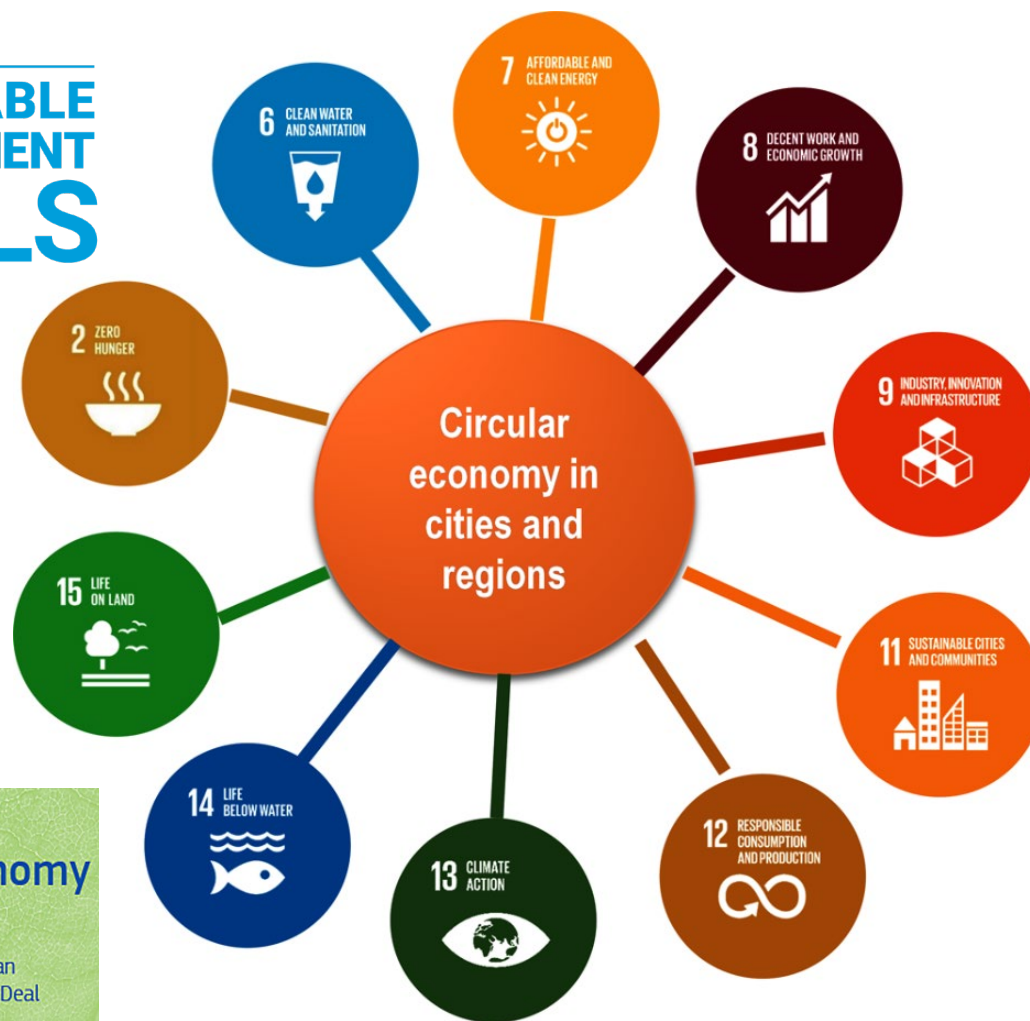 ABLE
MENT
LS
6 CLEAN WATER
AND SANITATION
7 AFFORDABLE AND
CLEAN ENERGY
8 DECENT WORK AND
ECONOMIC GROWTH
2 ZERO
HUNGER
9 INDUSTRY, INNOVATION
AND INFRASTRUCTURE
Circular
economy in
cities and
regions
15 LIFE
ON LAND
11 SUSTAINABLE CITIES
AND COMMUNITIES
14 LIFE
BELOW WATER
13 CLIMATE
ACTION
12 RESPONSIBLE
CONSUMPTION
AND PRODUCTION
nomy
an
Deal